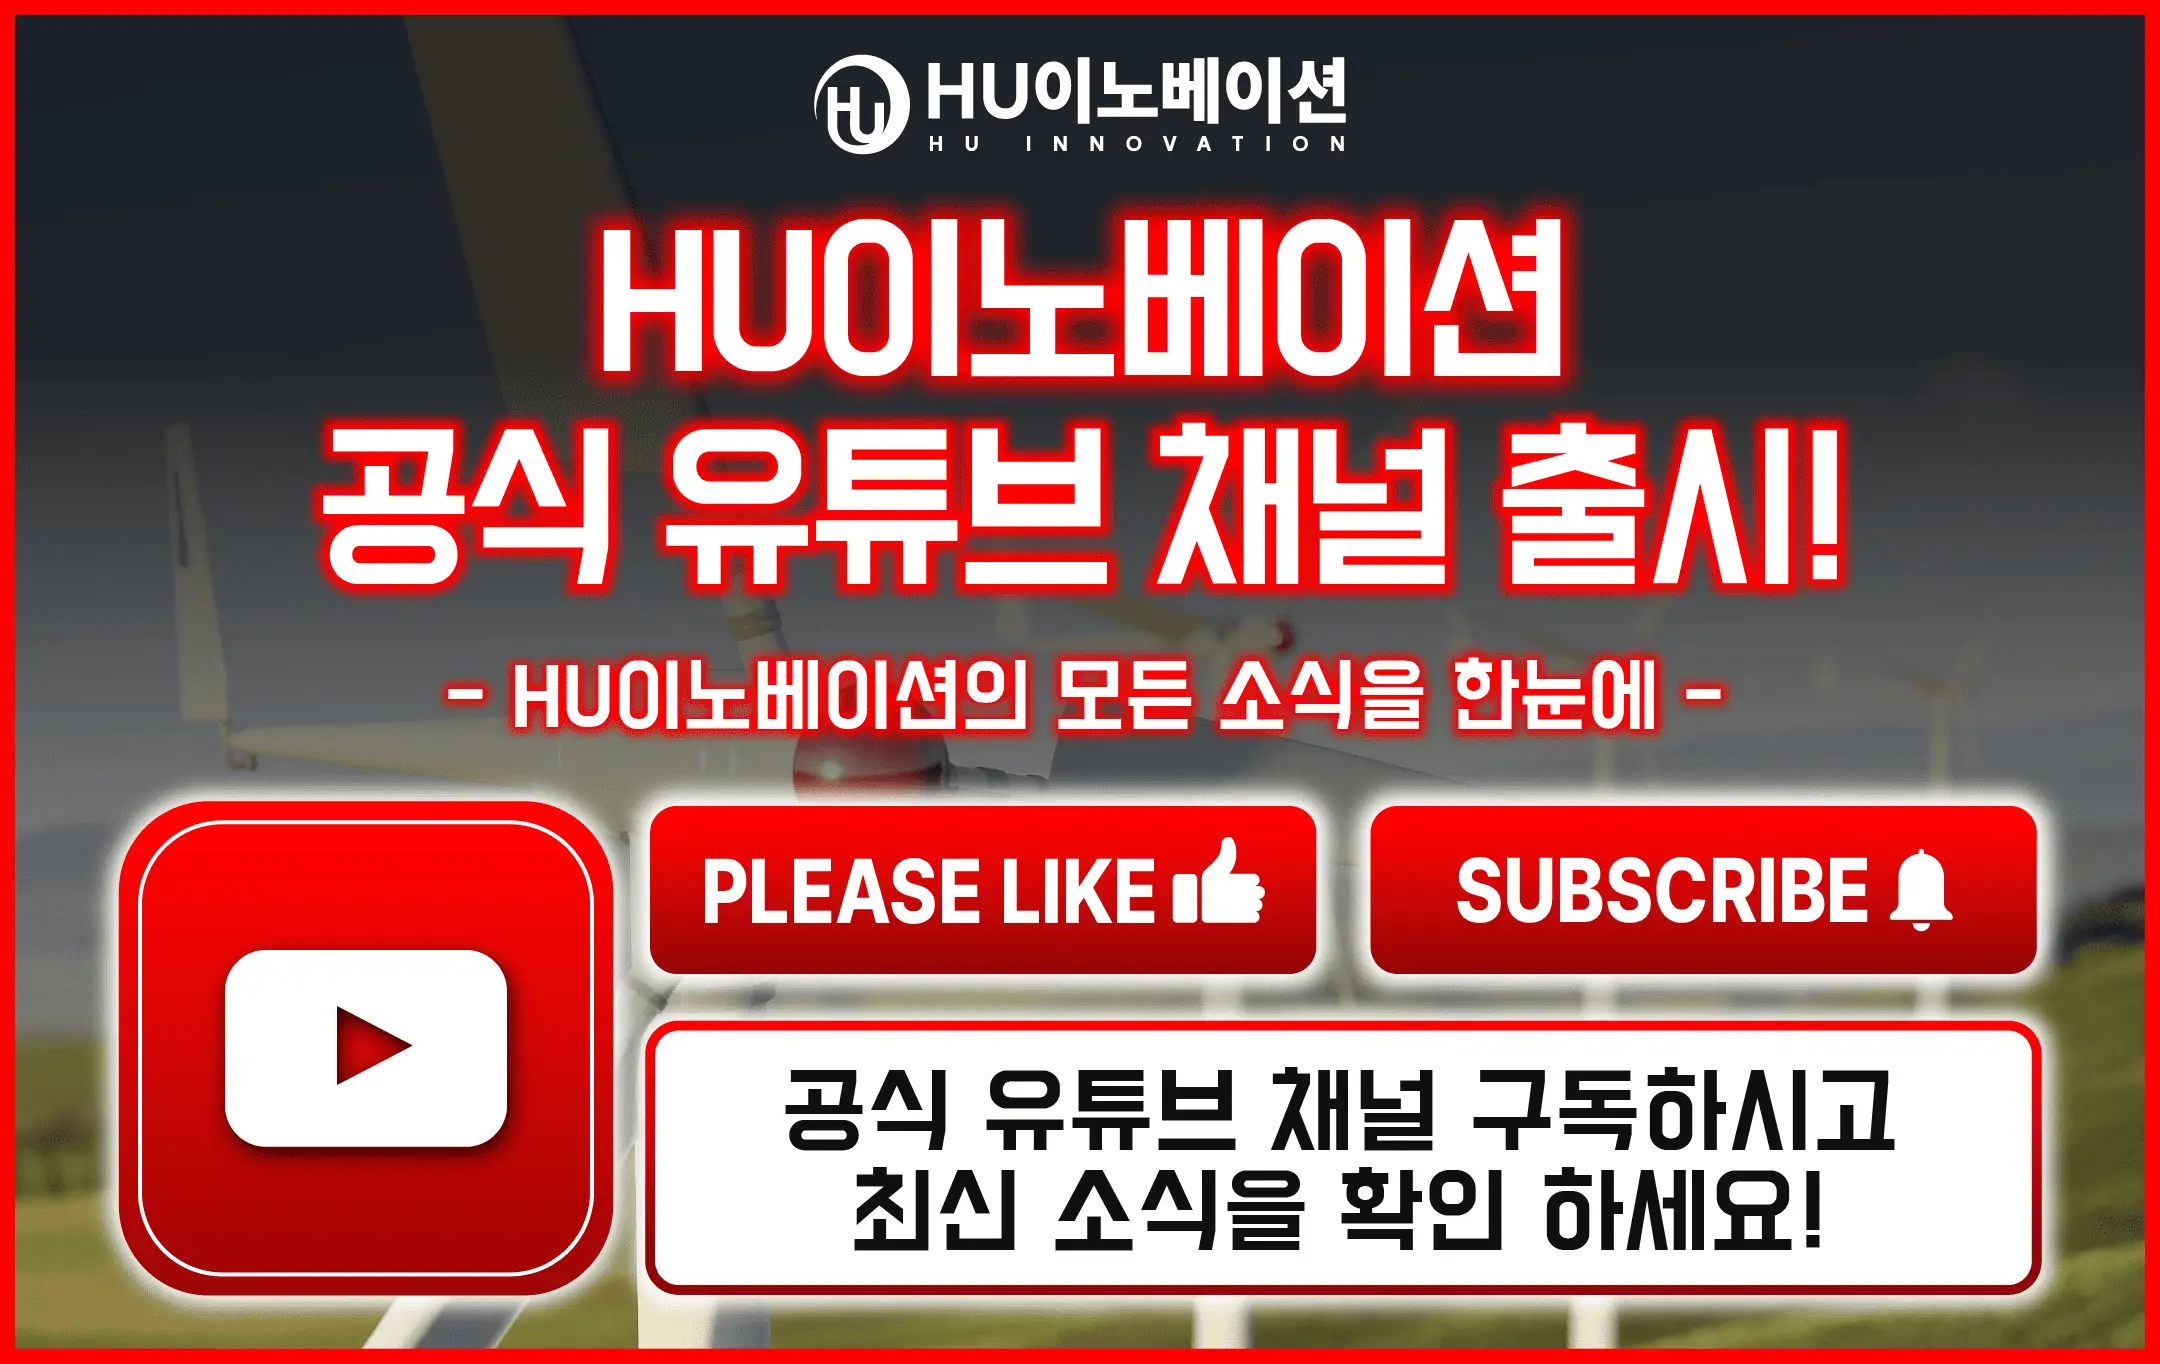 HU
HU이노베이션
HU INNOVATION
HU이노베이션
공식 유튜브 채널 출시!
- HU이노베이션의 모든 소식을 한눈에 -
PLEASE LIKE
SUBSCRIBE
공식 유튜브 채널 구독하시고
최신 소식을 확인 하세요!